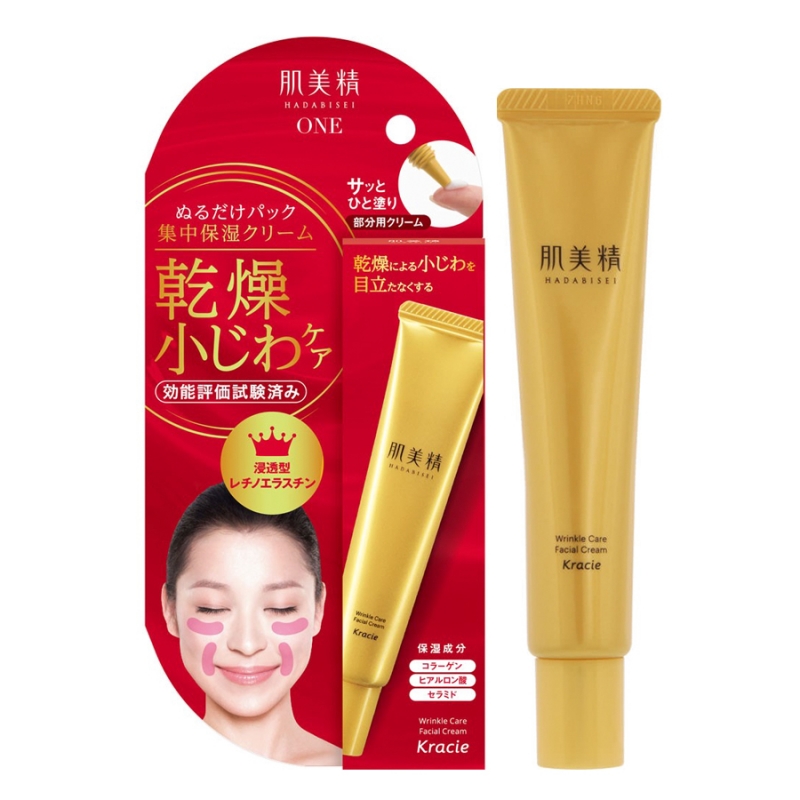 肌美精
HADABISEI
ONE
サッと
ひと塗り
部分用クリーム
ぬるだけパック
集中保湿クリーム
乾燥
小じわケア
効能評価試験済み
浸透型
レチノエラスチン
乾燥による小じわを
目立たなくする
肌美精
HADABISEI
Wrinkle Care
Facial Cream
Kracie
保湿成分
コラーゲン
ヒアルロン酸
セラミド
Wrinkle Care
Facial Cream
Kracie
肌美精
HADABISEI
Wrinkle Care
Facial Cream
Kracie